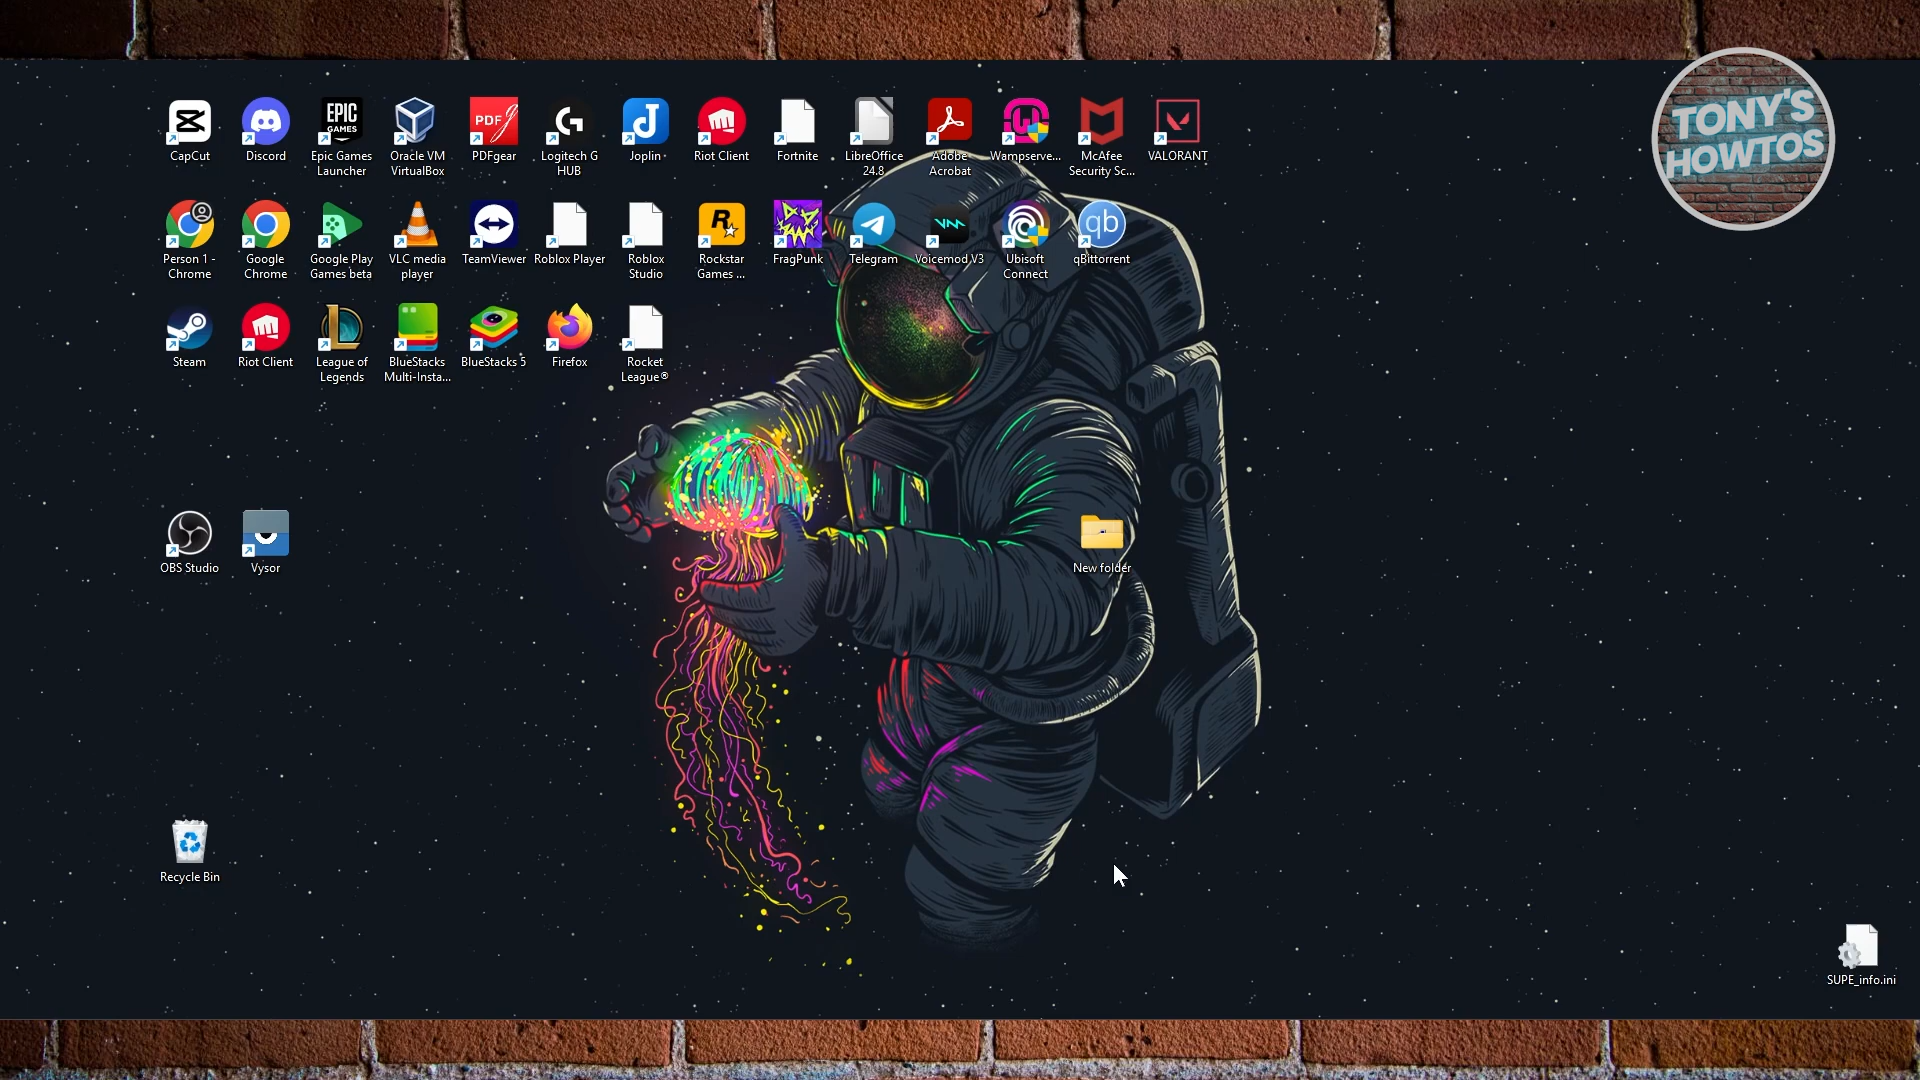 TONY'S
HOWTOS
CapCut
Discord
Epic Games
Launcher
Oracle VM
VirtualBox
PDFgear
Logitech G
HUB
Joplin
Riot Client
Fortnite
LibreOffice
24.8
Adobe
Acrobat
Wampserve...
McAfee
Security Sc...
VALORANT
EPIC
GAMES
PDF
Person 1 -
Chrome
Google
Chrome
Google Play
Games beta
VLC media
player
TeamViewer
Roblox Player
Roblox
Studio
Rockstar
Games ...
FragPunk
Telegram
Voicemod V3
Ubisoft
Connect
qb
qBittorrent
Steam
Riot Client
League of
Legends
BlueStacks
Multi-Insta...
BlueStacks 5
Firefox
Rocket
League®
OBS Studio
Vysor
New folder
Recycle Bin
SUPE_info.ini